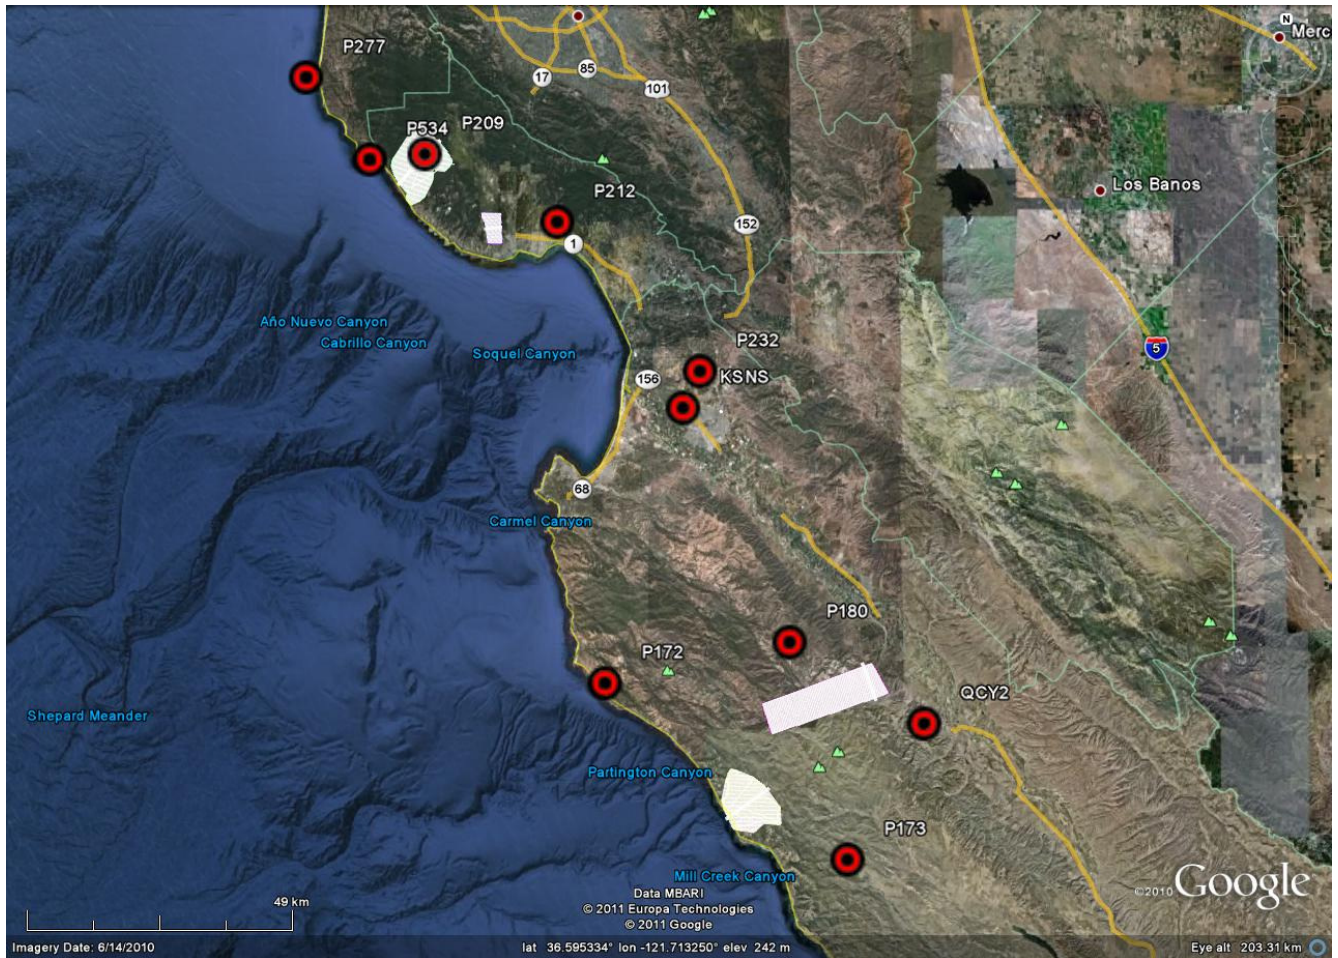 N
Merc
P277
17
85
101
P534
P209
Los Banos
P212
152
1
Año Nuevo Canyon
Cabrillo Canyon
Soquel Canyon
P232
5
156
KSNS
68
Carmel Canyon
P180
P172
QCY2
Shepard Meander
Partington Canyon
P173
Mill Creek Canyon
Data MBARI
© 2011 Europa Technologies
© 2011 Google
©2010 Google
49 km
Imagery Date: 6/14/2010
lat 36.595334° lon -121.713250° elev 242 m
Eye alt 203.31 km